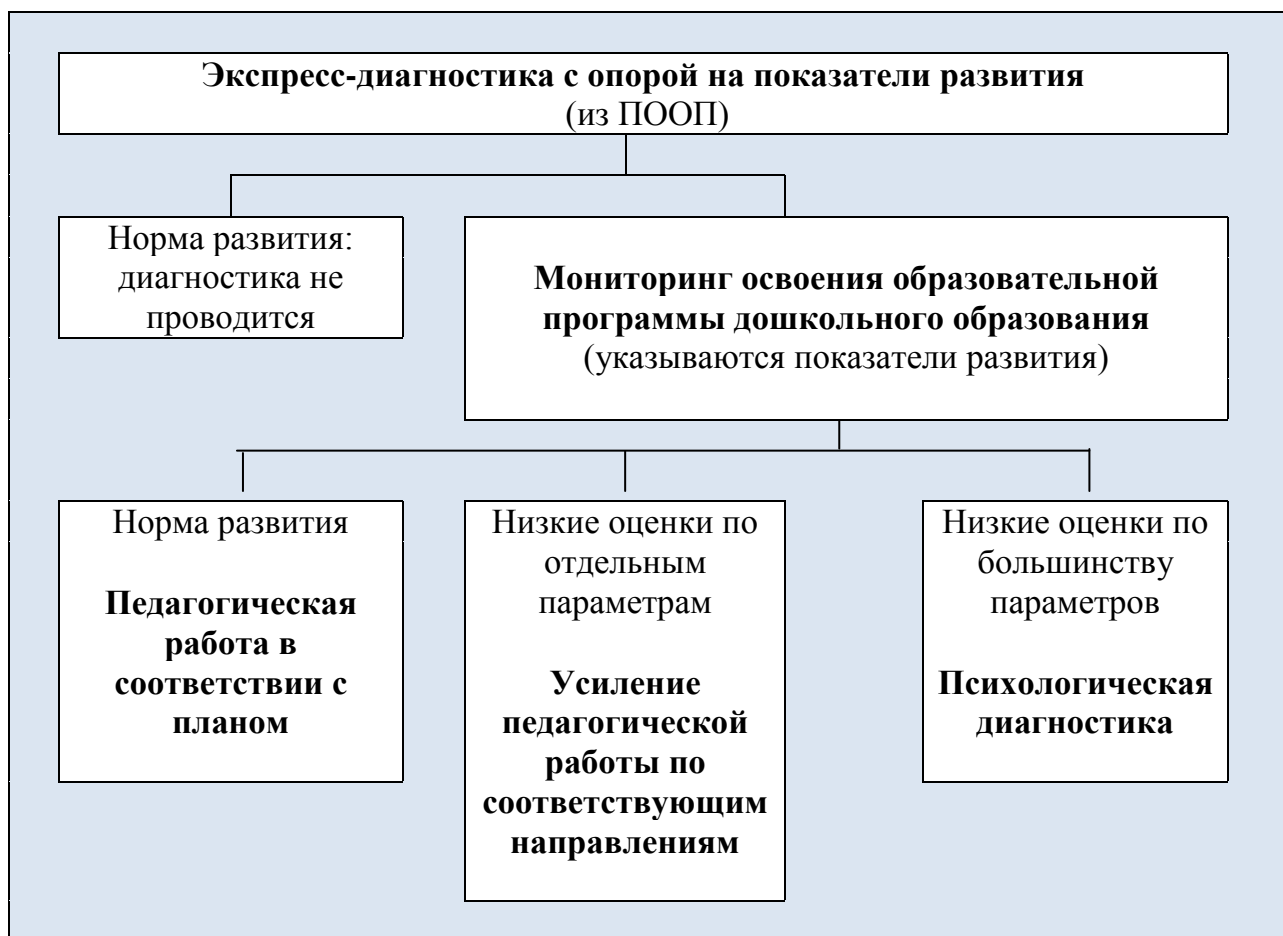 Экспресс-диагностика с опорой на показатели развития
(из ПООП)
Норма развития:
диагностика не
проводится
Мониторинг освоения образовательной
программы дошкольного образования
(указываются показатели развития)
Норма развития
Педагогическая
работа в
соответствии с
планом
Низкие оценки по
отдельным
параметрам
Усиление
педагогической
работы по
соответствующим
направлениям
Низкие оценки по
большинству
параметров
Психологическая
диагностика